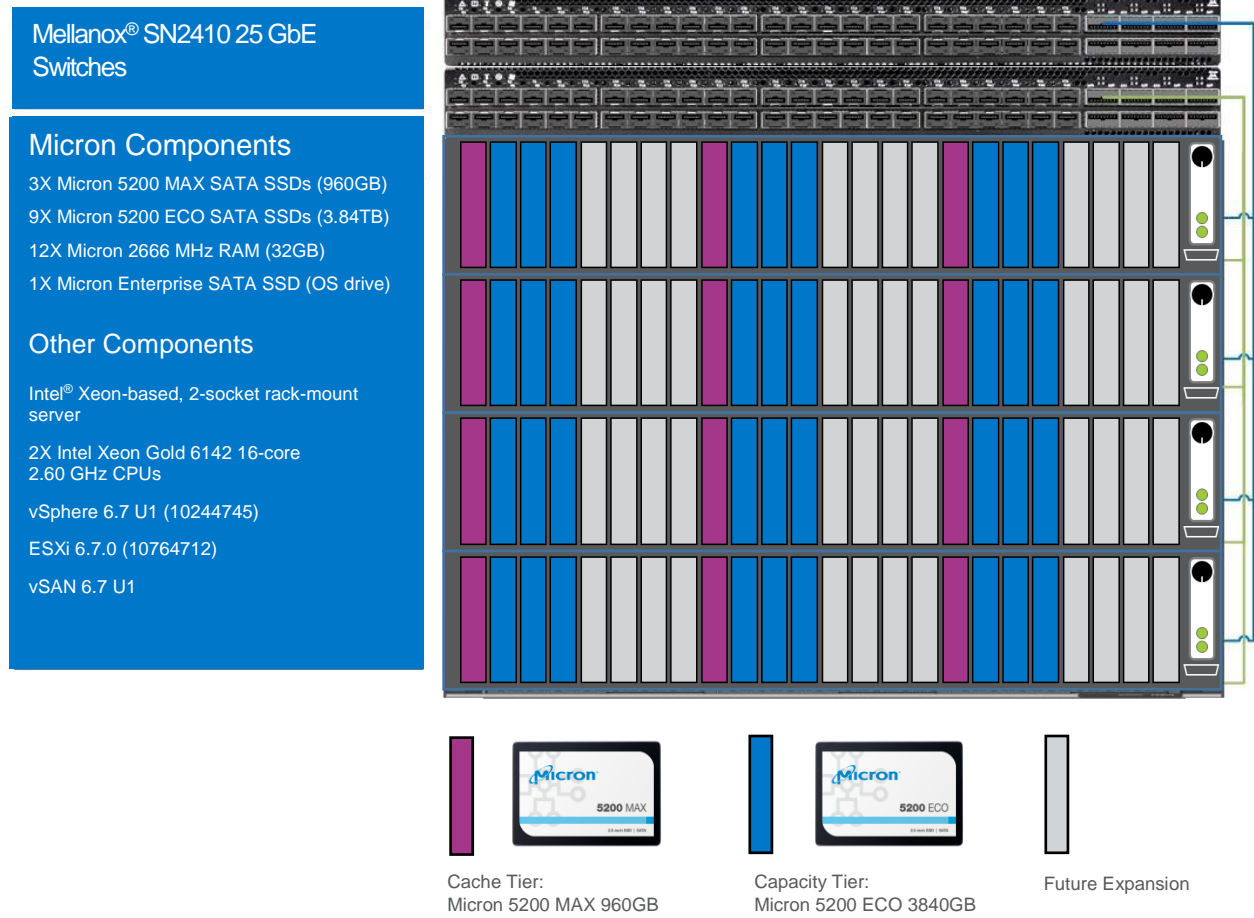 Mellanox® SN2410 25 GbE
Switches
Micron Components
3X Micron 5200 MAX SATA SSDs (960GB)
9X Micron 5200 ECO SATA SSDs (3.84TB)
12X Micron 2666 MHz RAM (32GB)
1X Micron Enterprise SATA SSD (OS drive)
Other Components
Intel® Xeon-based, 2-socket rack-mount
server
2X Intel Xeon Gold 6142 16-core
2.60 GHz CPUs
vSphere 6.7 U1 (10244745)
ESXi 6.7.0 (10764712)
vSAN 6.7 U1
Micron
5200 MAX
Micron
5200 ECO
Cache Tier:
Micron 5200 MAX 960GB
Capacity Tier:
Micron 5200 ECO 3840GB
Future Expansion